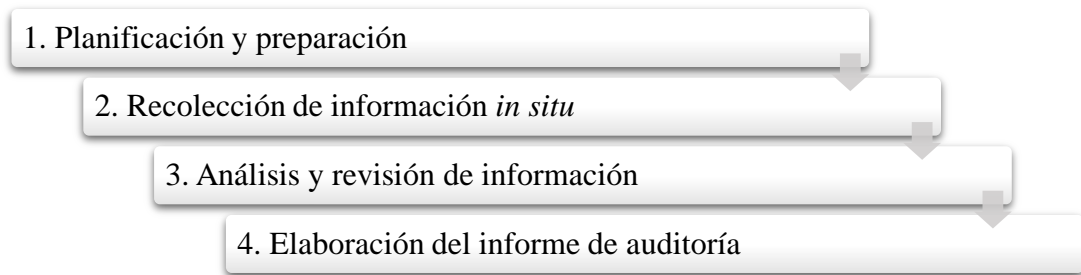 1. Planificación y preparación
2. Recolección de información in situ
3. Análisis y revisión de información
4. Elaboración del informe de auditoría